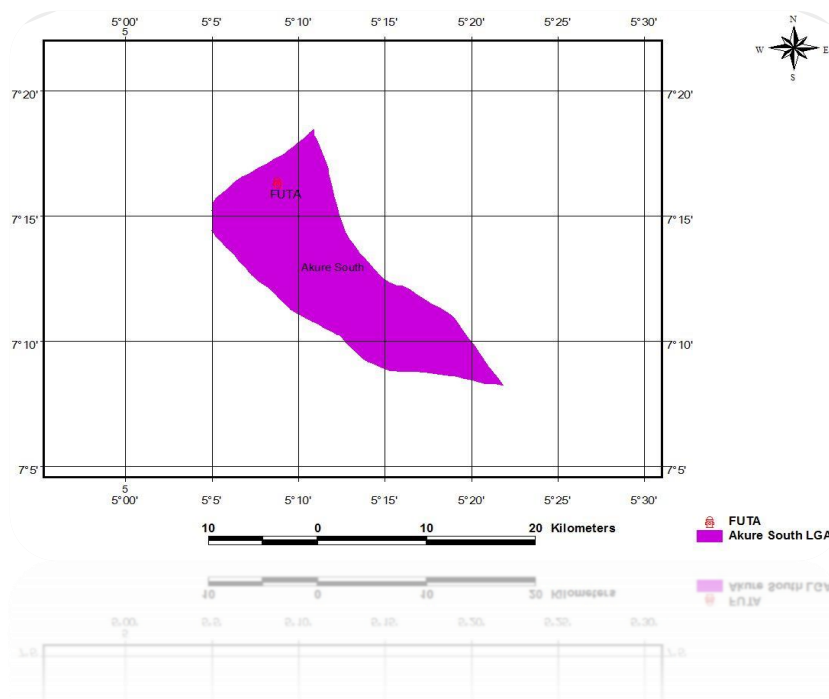 N
W E
S
5°00' 5°5' 5°10' 5°15' 5°20' 5°25' 5°30'
5
7°20' 7°20'
FUTA
7°15' 7°15'
Akure South
7°10' 7°10'
7°5' 7°5'
5
5°00' 5°5' 5°10' 5°15' 5°20' 5°25' 5°30'
10 0 10 20 Kilometers
FUTA
Akure South LGA